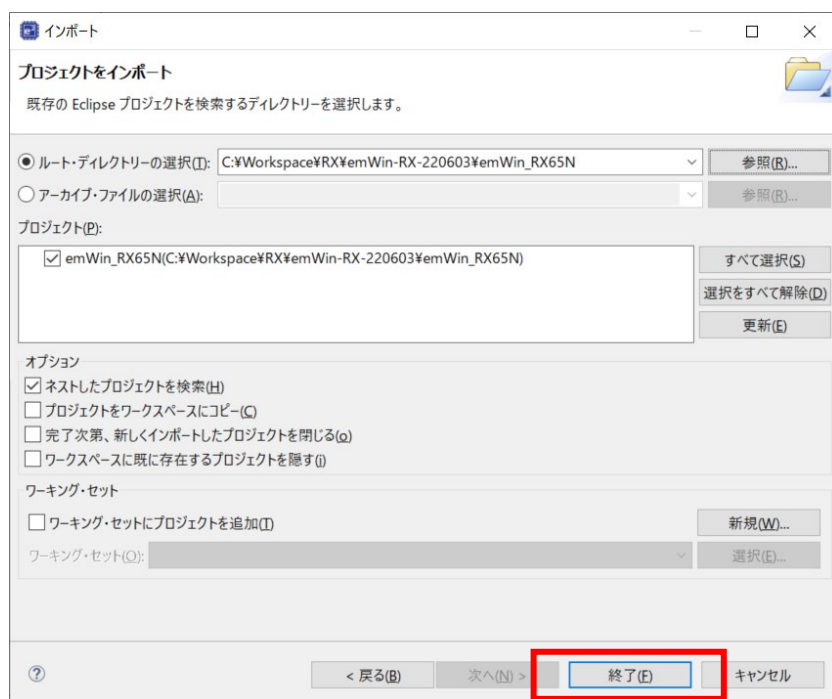 インポート
プロジェクトをインポート
既存の Eclipse プロジェクトを検索するディレクトリーを選択します。
ルート・ディレクトリーの選択(T): C:¥Workspace¥RX¥emWin-RX-220603¥emWin_RX65N 参照(R)...
アーカイブ・ファイルの選択(A): 参照(R)...
プロジェクト(P):
emWin_RX65N(C:¥Workspace¥RX¥emWin-RX-220603¥emWin_RX65N) すべて選択(S)
選択をすべて解除(D)
更新(E)
オプション
ネストしたプロジェクトを検索(H)
プロジェクトをワークスペースにコピー(C)
完了次第、新しくインポートしたプロジェクトを閉じる(o)
ワークスペースに既に存在するプロジェクトを隠す(i)
ワーキング・セット
ワーキング・セットにプロジェクトを追加(T) 新規(W)...
ワーキング・セット(O): 選択(E)...
? < 戻る(B) 次へ(N) > 終了(F) キャンセル